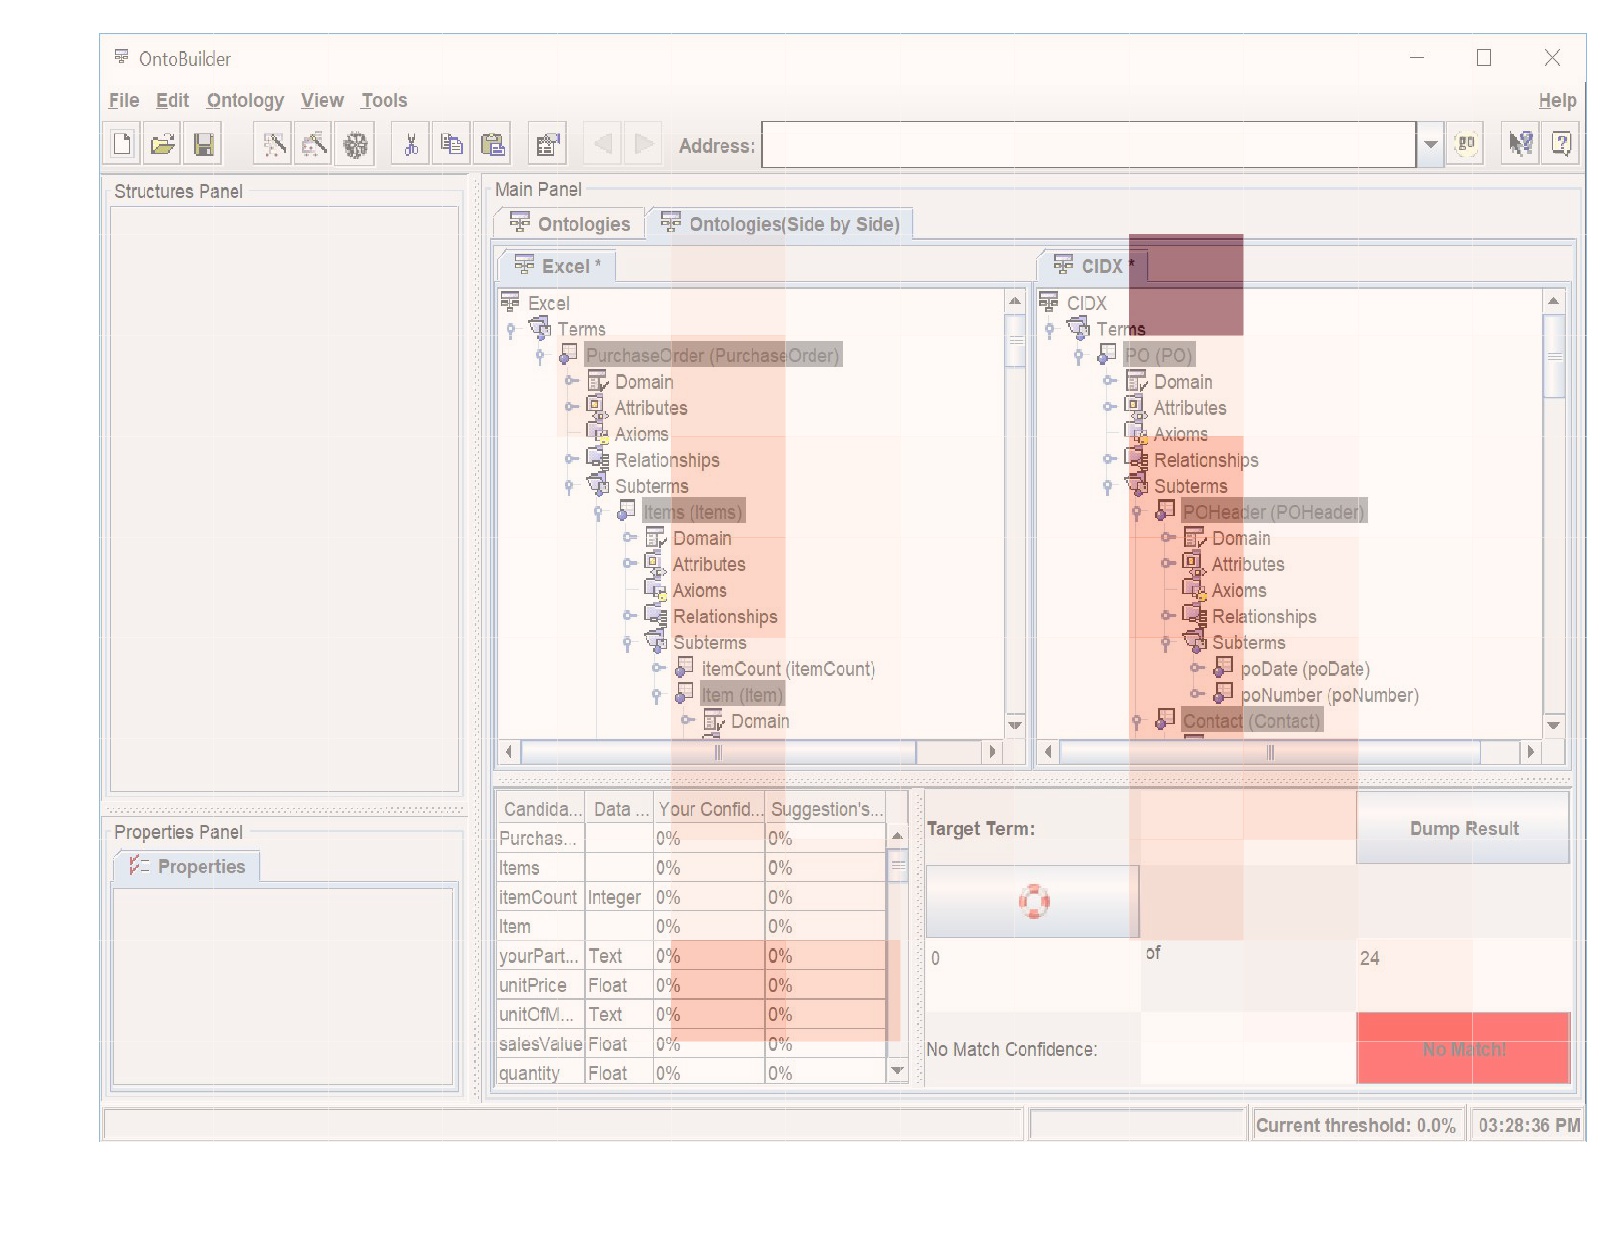 OntoBuilder
File Edit Ontology View Tools Help
Address: go
Structures Panel
Main Panel
Ontologies Ontologies(Side by Side)
Excel * CIDX *
Excel CIDX
Terms Terms
PurchaseOrder (PurchaseOrder) PO (PO)
Domain Domain
Attributes Attributes
Axioms Axioms
Relationships Relationships
Subterms Subterms
Items (Items) POHeader (POHeader)
Domain Domain
Attributes Attributes
Axioms Axioms
Relationships Relationships
Subterms Subterms
itemCount (itemCount) poDate (poDate)
Item (Item) poNumber (poNumber)
Domain Contact (Contact)
Candida... Data ... Your Confid... Suggestion's...
Purchas... 0% 0%
Items 0% 0%
itemCount Integer 0% 0%
Item 0% 0%
yourPart... Text 0% 0%
unitPrice Float 0% 0%
unitOfM... Text 0% 0%
salesValue Float 0% 0%
quantity Float 0% 0%
Target Term: Dump Result
0 of 24
No Match Confidence: No Match!
Properties Panel
Properties
Current threshold: 0.0% 03:28:36 PM